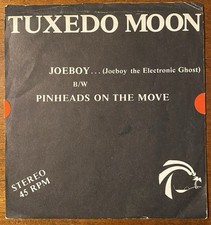 TUXEDO MOON
JOEBOY... (Joeboy the Electronic Ghost)
B/W
PINHEADS ON THE MOVE
STEREO
45 RPM